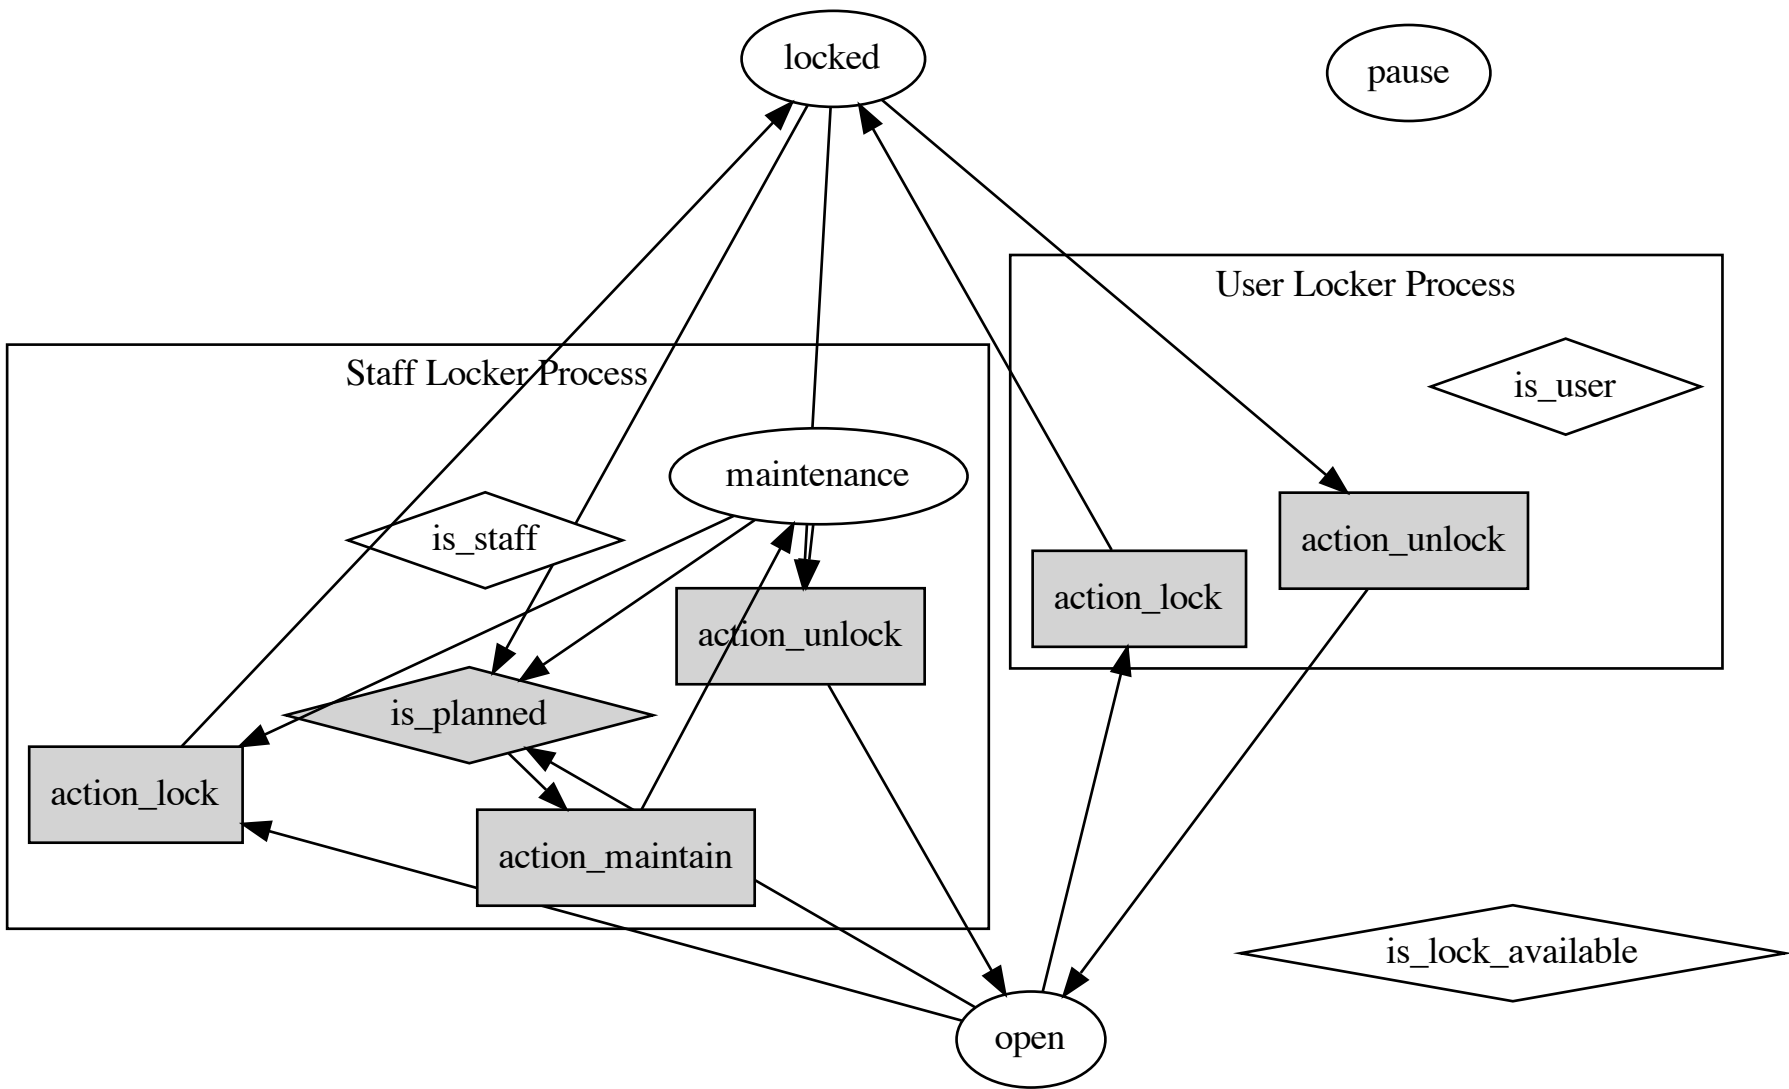 locked
pause
User Locker Process
Staff Locker Process
is_user
maintenance
is_staff
action_unlock
action_lock
action_unlock
is_planned
action_lock
action_maintain
is_lock_available
open